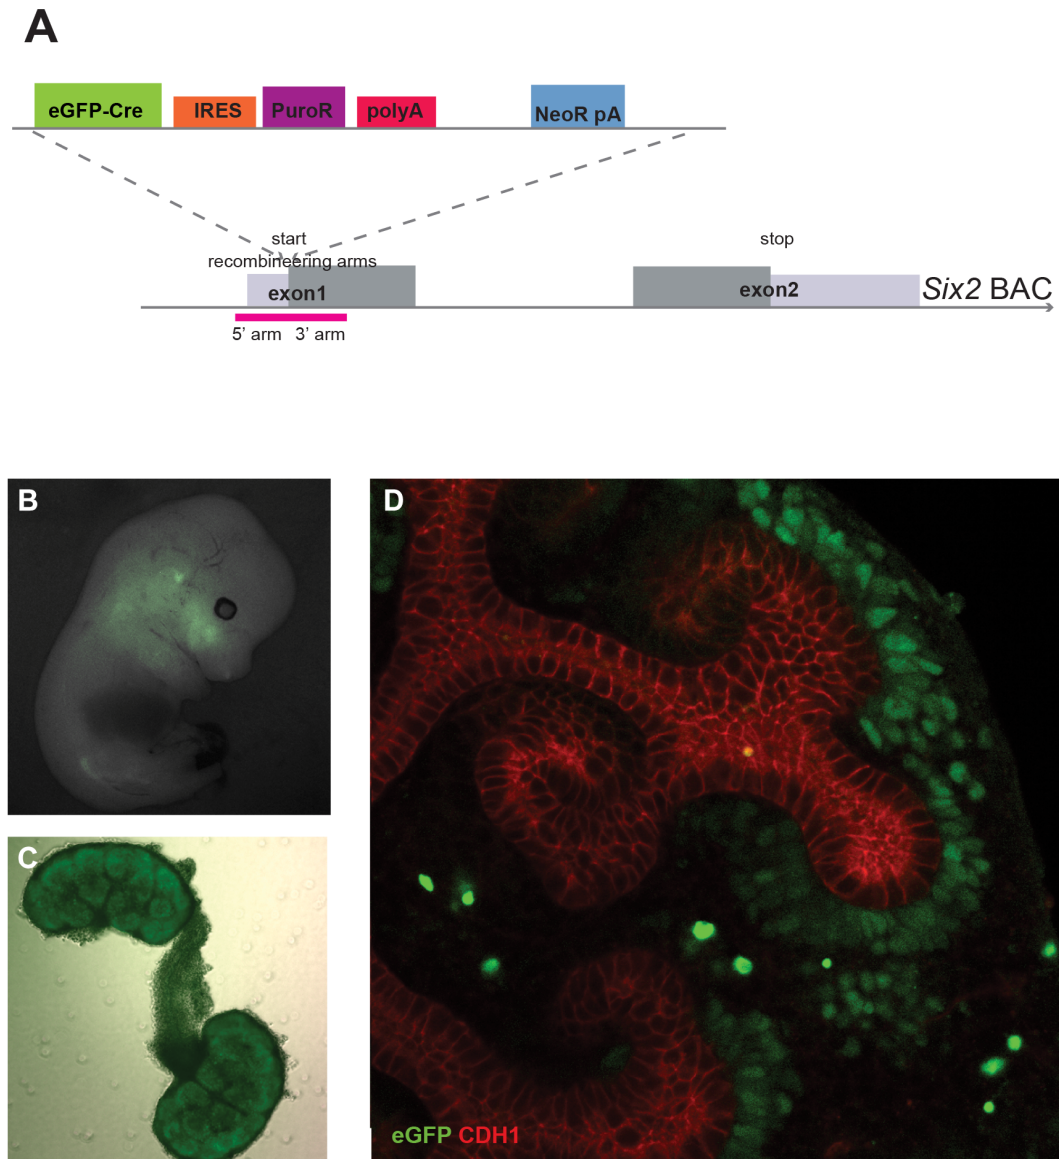 A
eGFP-Cre IRES PuroR polyA NeoR pA
start stop
recombineering arms
exon1 exon2 Six2 BAC
5' arm 3' arm
B
D
C
eGFP CDH1